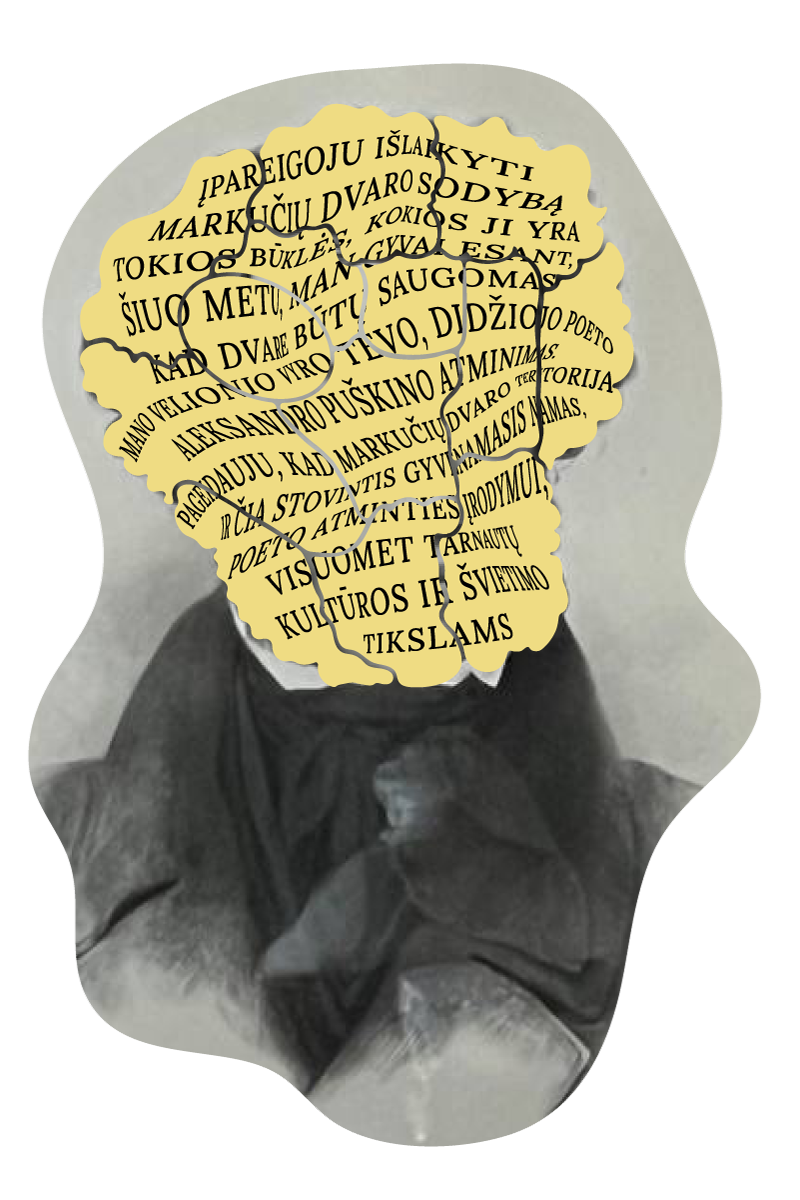 ĮPAREIGOJU IŠLAIKYTI
MARKUČIŲ DVARO SODYBĄ
TOKIOS BŪKLĖS, KOKIOS JI YRA
ŠIUO METU, MAN GYVAI ESANT,
KAD DVARE BŪTŲ SAUGOMAS
MANO VELIONIO VYRO TĖVO, DIDŽIOJO POETO
ALEKSANDRO PUŠKINO ATMINIMAS.
PAGEIDAUJU, KAD MARKUČIŲ DVARO TERITORIJA
IR ČIA STOVINTIS GYVENAMASIS NAMAS,
POETO ATMINTIES ĮRODYMUI,
VISUOMET TARNAUTŲ
KULTŪROS IR ŠVIETIMO
TIKSLAMS